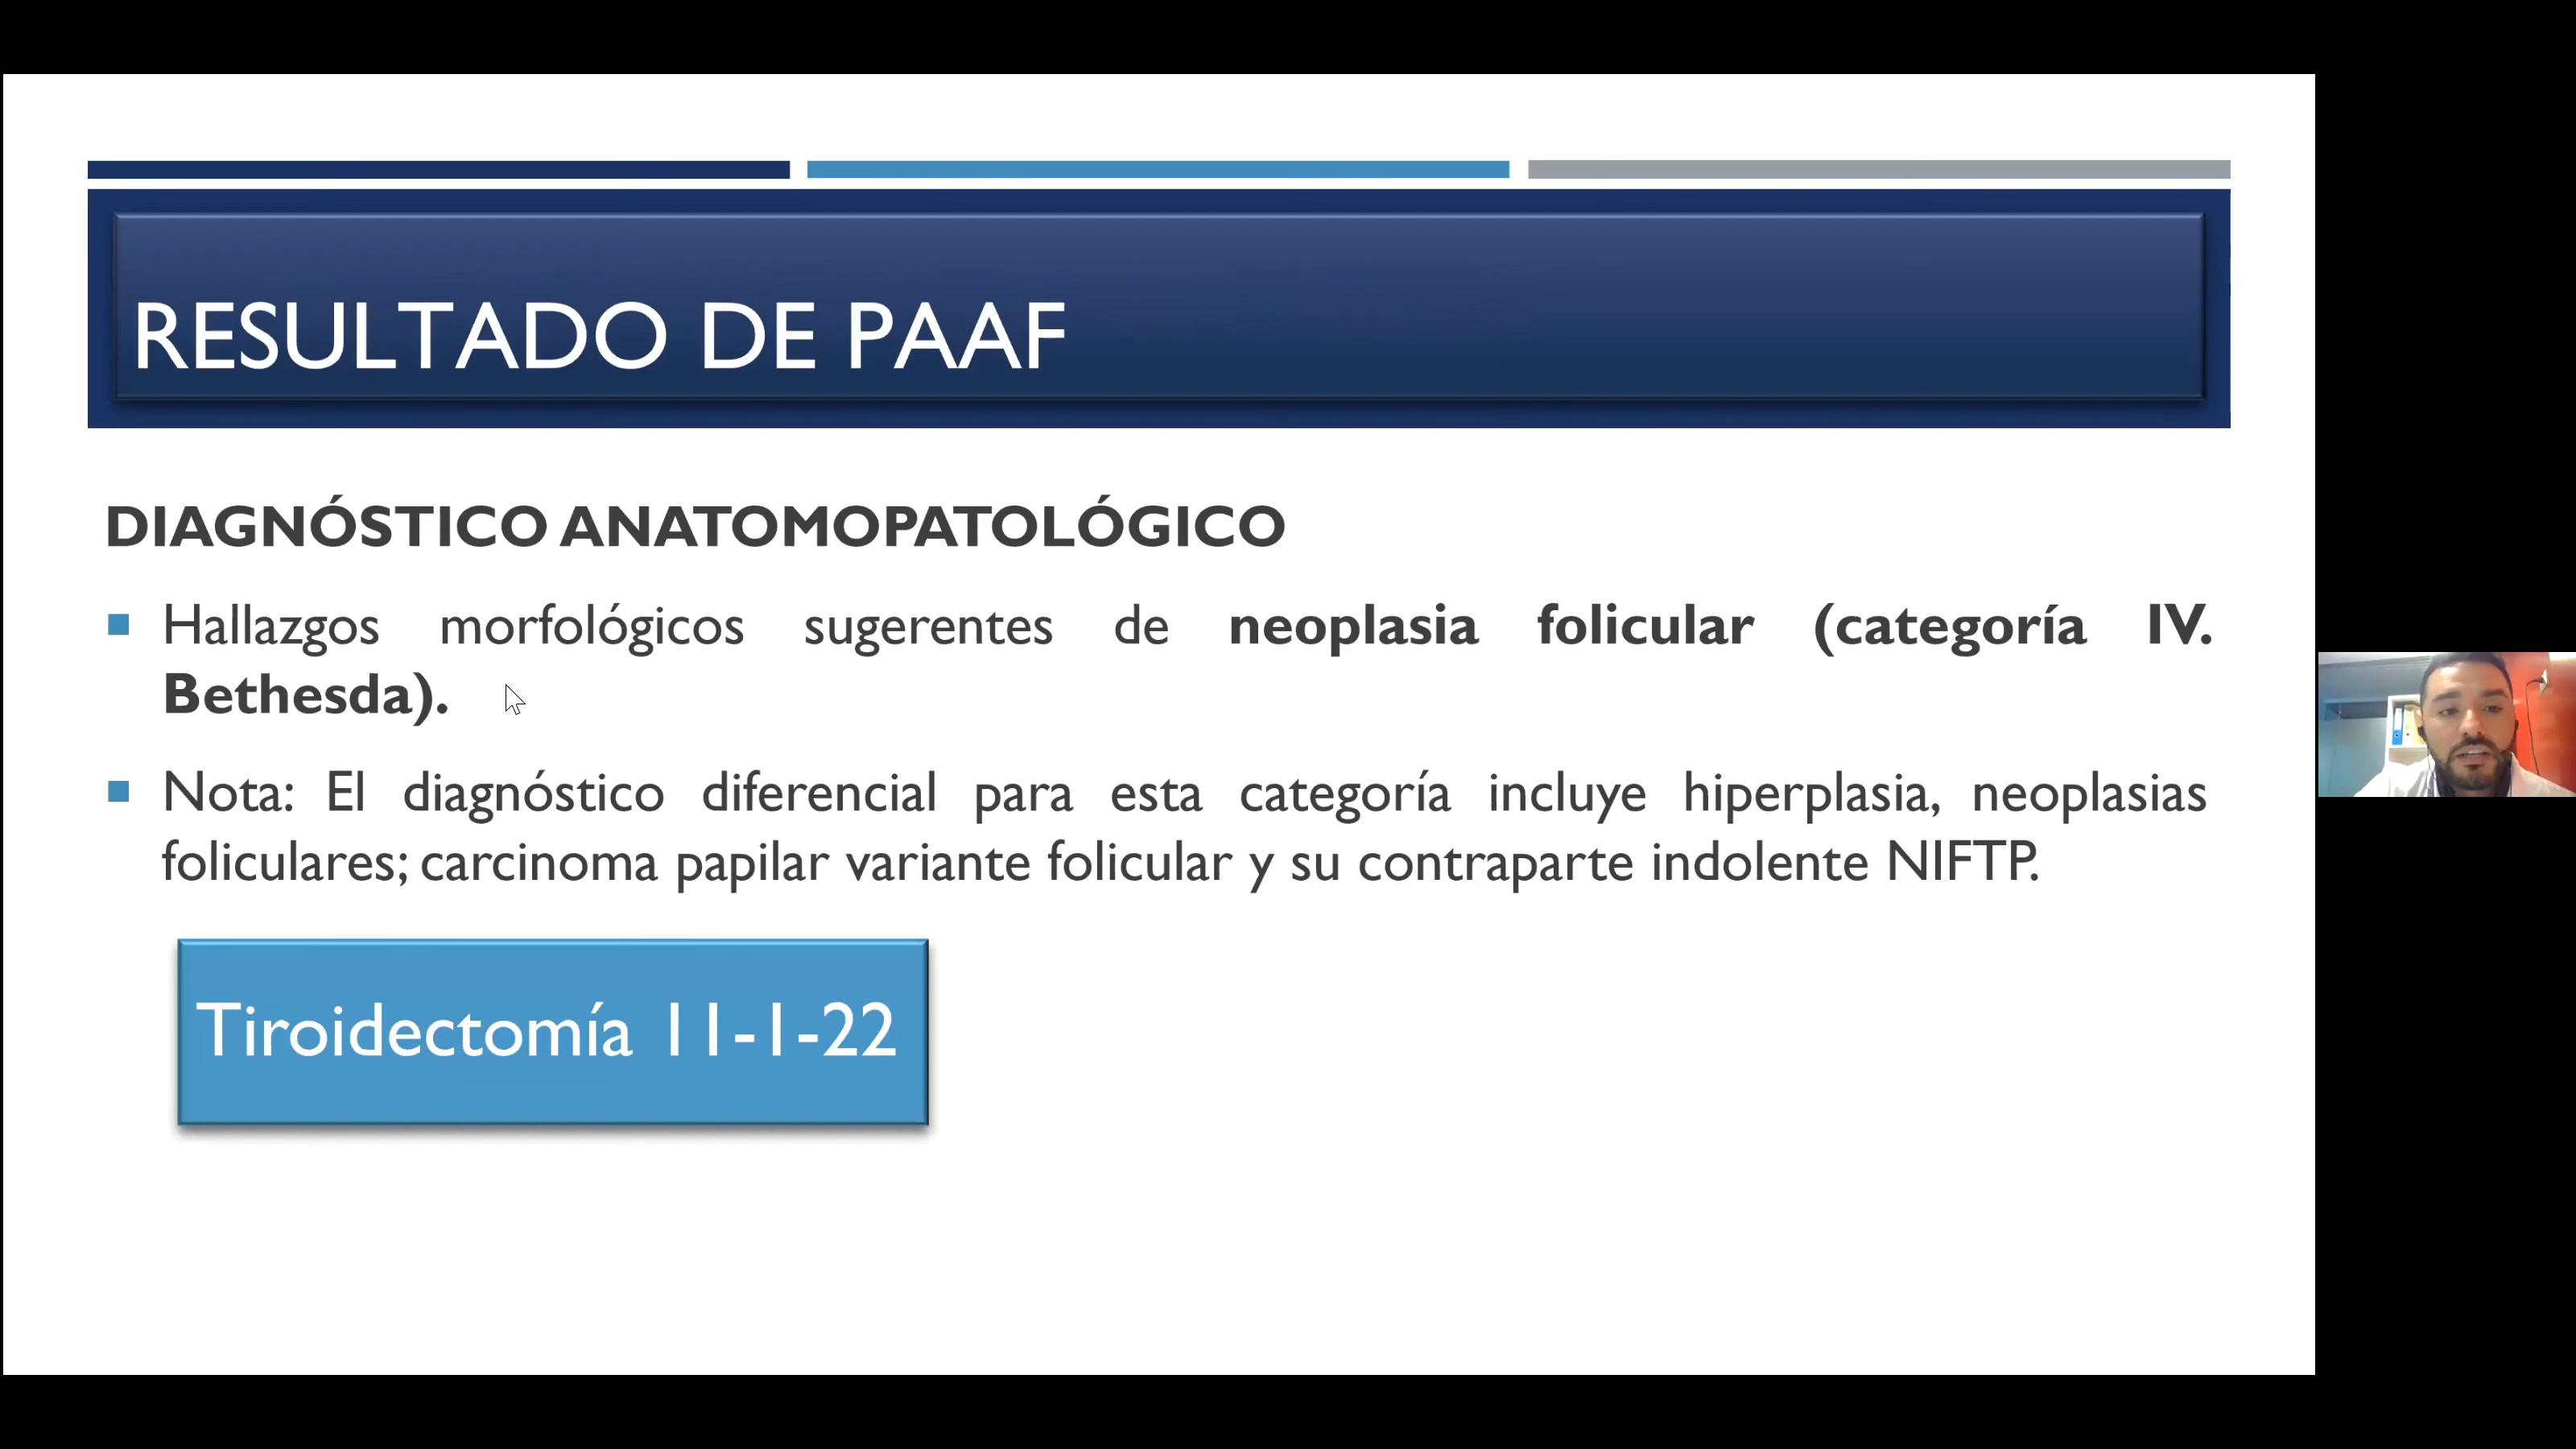 RESULTADO DE PAAF
DIAGNÓSTICO ANATOMOPATOLÓGICO
Hallazgos morfológicos sugerentes de neoplasia folicular (categoría IV.
Bethesda).
Nota: El diagnóstico diferencial para esta categoría incluye hiperplasia, neoplasias
foliculares; carcinoma papilar variante folicular y su contraparte indolente NIFTP.
Tiroidectomía 11-1-22